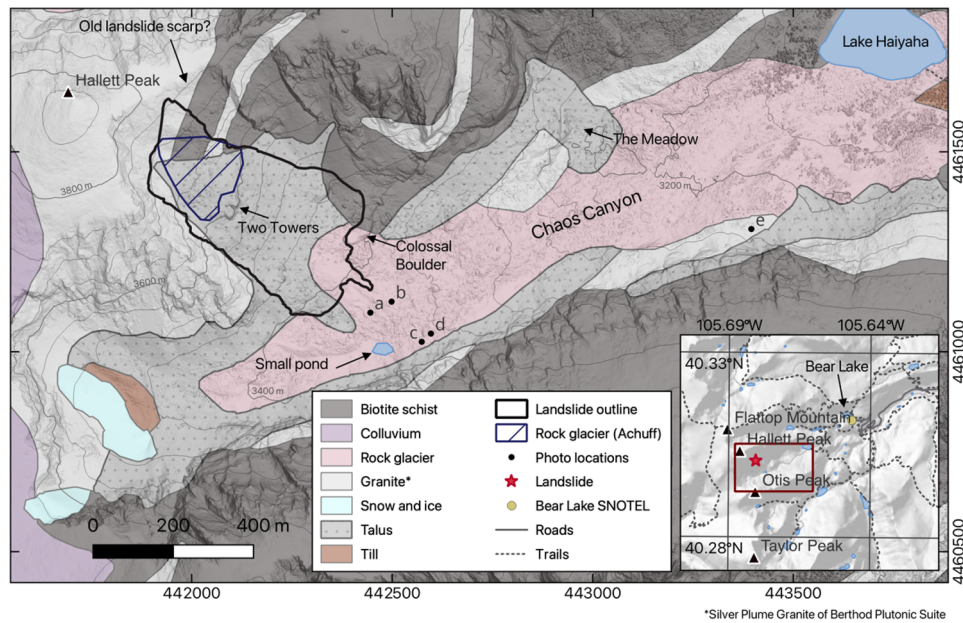 Old landslide scarp?
Hallett Peak
Lake Haiyaha
The Meadow
3800 m
3200 m
Chaos Canyon
Two Towers
Colossal
Boulder
e
3600 m
b
a
d
c
Small pond
3400 m
4461500
4461000
4460500
0 200 400 m
Biotite schist
Colluvium
Rock glacier
Granite*
Snow and ice
Talus
Till
Landslide outline
Rock glacier (Achuff)
Photo locations
Landslide
Bear Lake SNOTEL
Roads
Trails
105.69°W 105.64°W
40.33°N
Bear Lake
Flattop Mountain
Hallett Peak
Otis Peak
40.28°N
Taylor Peak
442000 442500 443000 443500
*Silver Plume Granite of Berthod Plutonic Suite